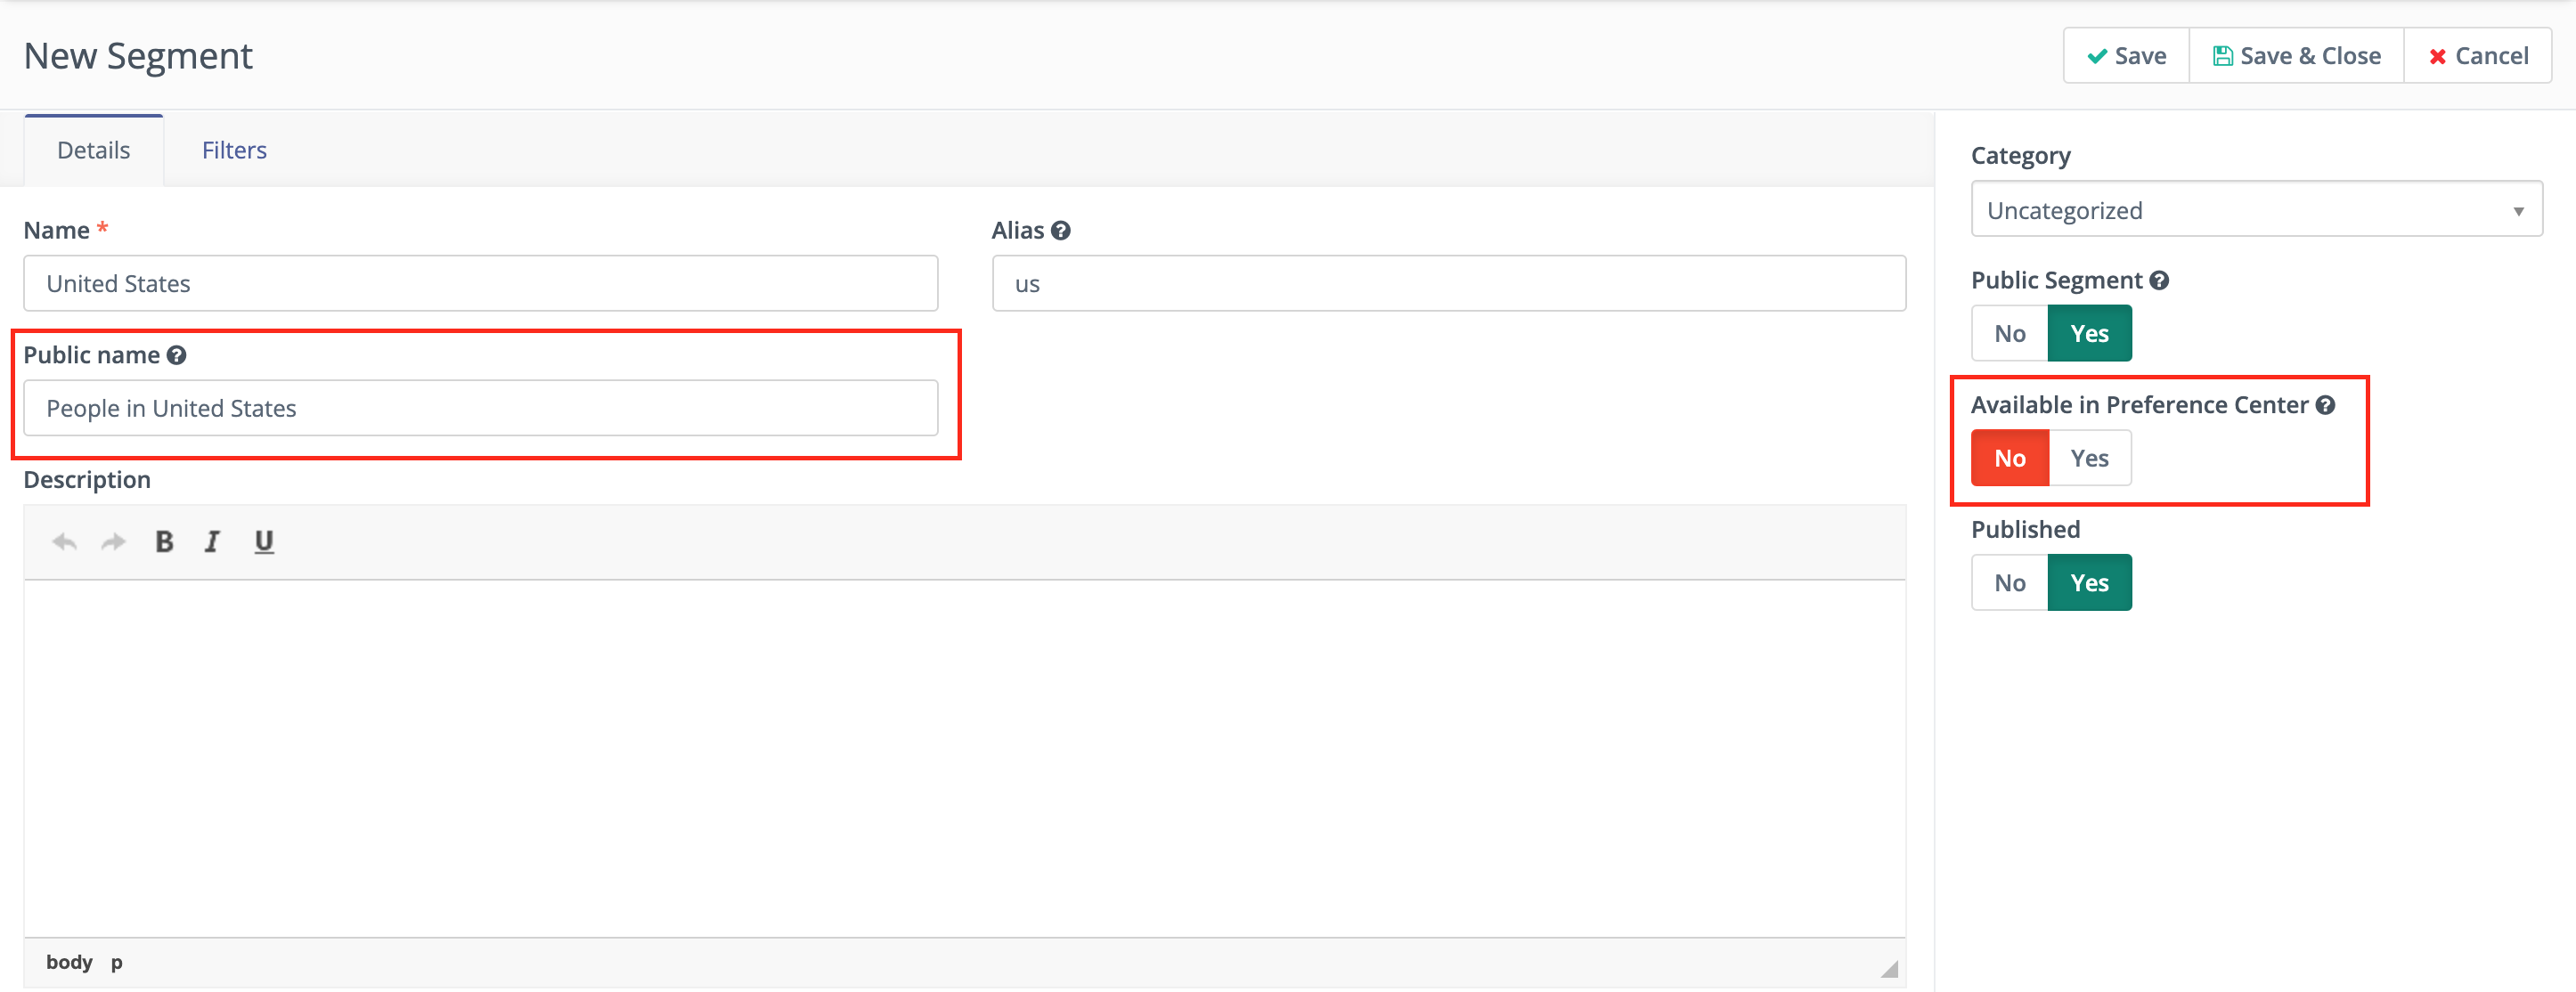 New Segment
Save
Save & Close
Cancel
Details
Filters
Name *
Alias
United States
us
Public name
People in United States
Description
B I U
body p
Category
Uncategorized
Public Segment
No Yes
Available in Preference Center
No Yes
Published
No Yes